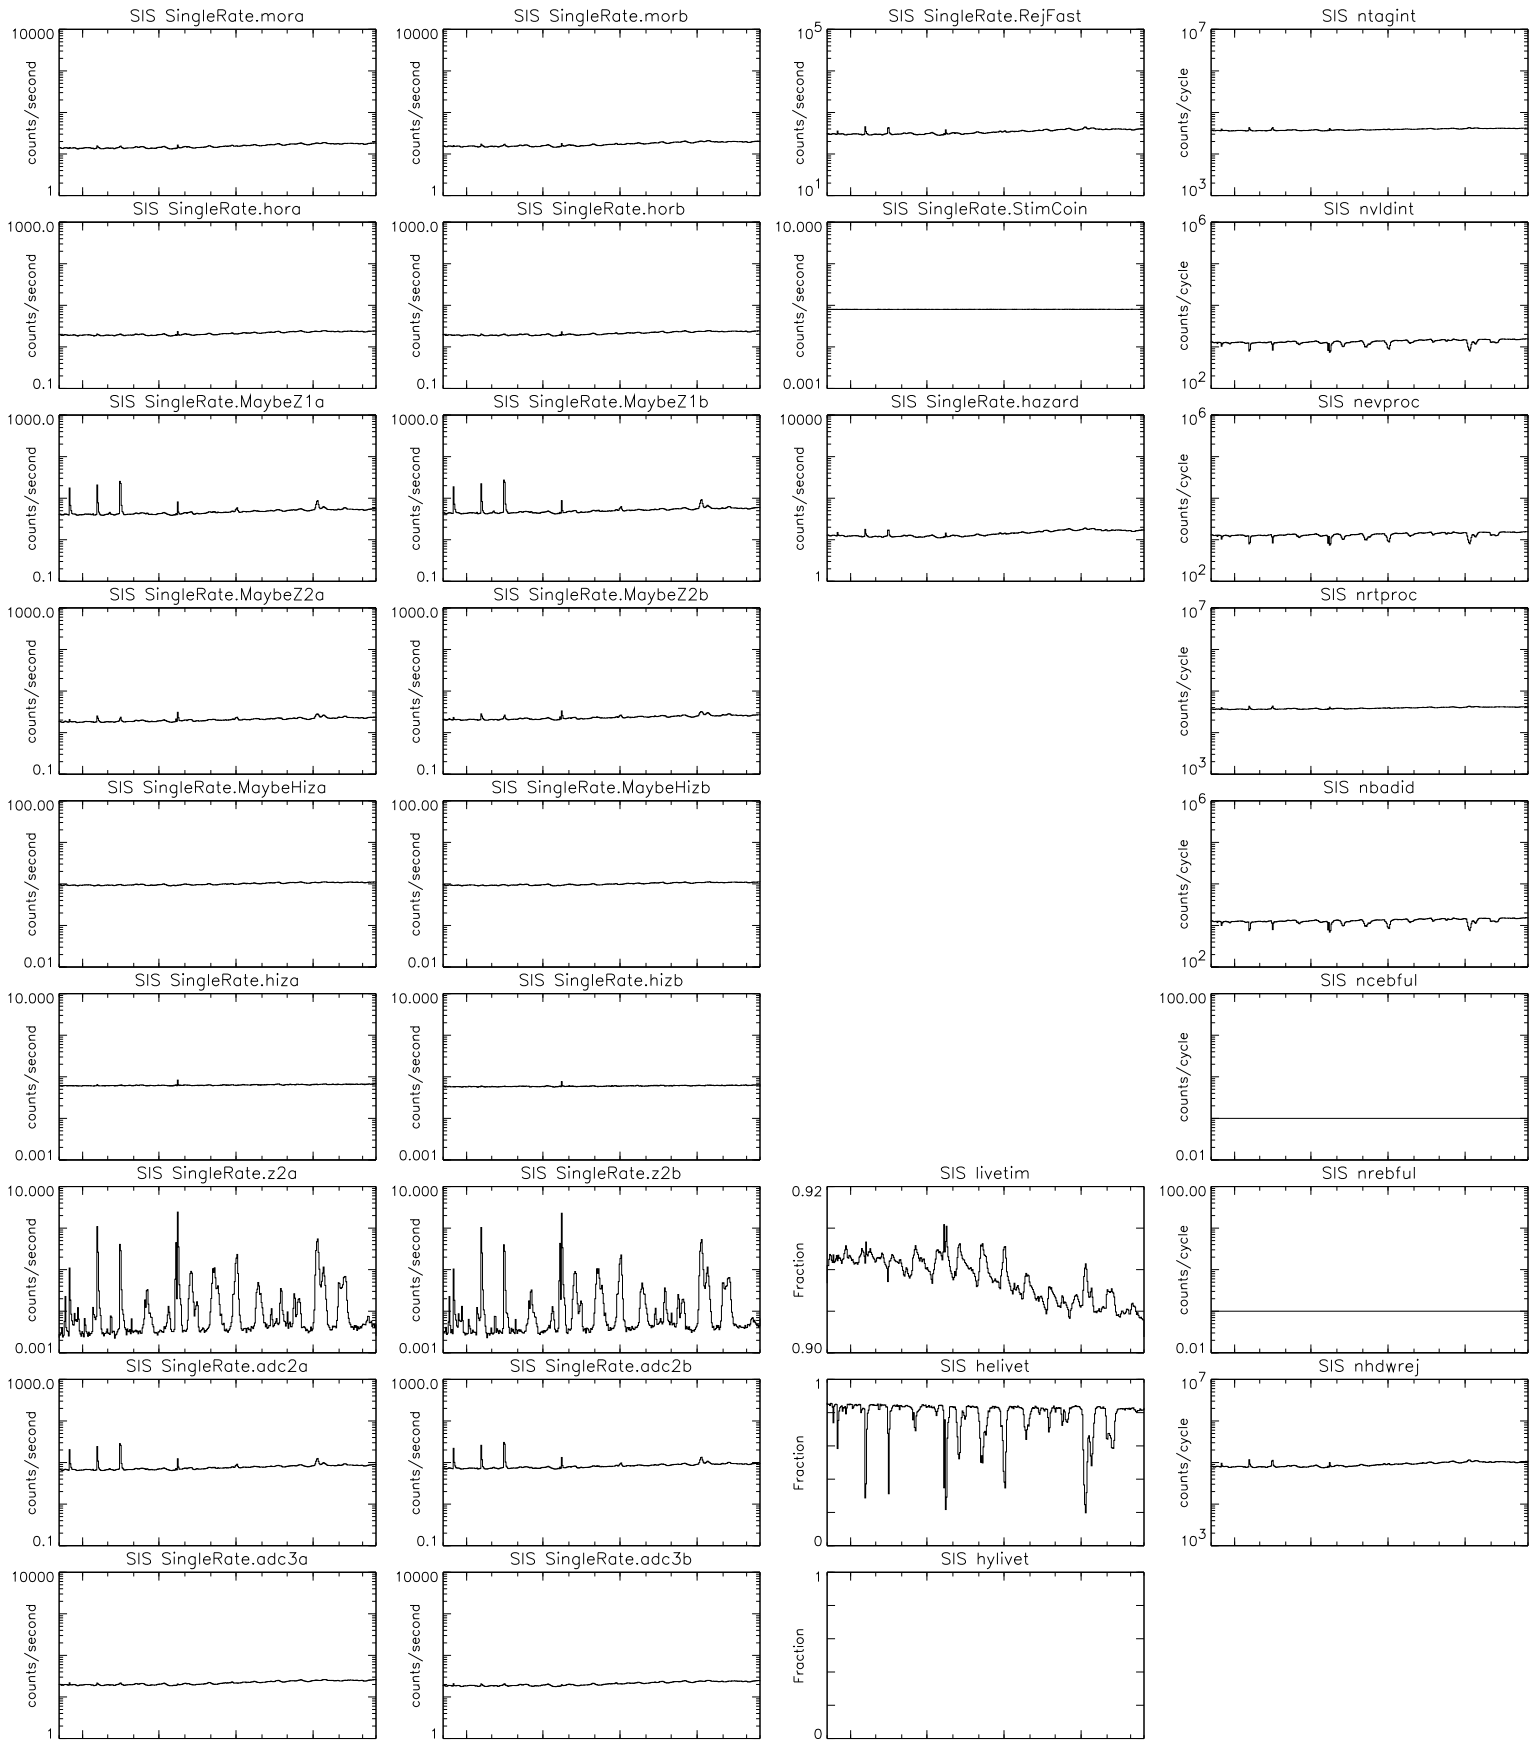 SIS SingleRate.mora
10000
counts/second
1
SIS SingleRate.morb
10000
counts/second
1
SIS SingleRate.RejFast
10^5
counts/second
10^1
SIS ntagint
10^7
counts/cycle
10^3
SIS SingleRate.hora
1000.0
counts/second
0.1
SIS SingleRate.horb
1000.0
counts/second
0.1
SIS SingleRate.StimCoin
10.000
counts/second
0.001
SIS nvldint
10^6
counts/cycle
10^2
SIS SingleRate.MaybeZ1a
1000.0
counts/second
0.1
SIS SingleRate.MaybeZ1b
1000.0
counts/second
0.1
SIS SingleRate.hazard
10000
counts/second
1
SIS nevproc
10^6
counts/cycle
10^2
SIS SingleRate.MaybeZ2a
1000.0
counts/second
0.1
SIS SingleRate.MaybeZ2b
1000.0
counts/second
0.1
SIS nrtproc
10^7
counts/cycle
10^3
SIS SingleRate.MaybeHiza
100.00
counts/second
0.01
SIS SingleRate.MaybeHizb
100.00
counts/second
0.01
SIS nbadid
10^6
counts/cycle
10^2
SIS SingleRate.hiza
10.000
counts/second
0.001
SIS SingleRate.hizb
10.000
counts/second
0.001
SIS ncebful
100.00
counts/cycle
0.01
SIS SingleRate.z2a
10.000
counts/second
0.001
SIS SingleRate.z2b
10.000
counts/second
0.001
SIS livetim
0.92
Fraction
0.90
SIS nrebful
100.00
counts/cycle
0.01
SIS SingleRate.adc2a
1000.0
counts/second
0.1
SIS SingleRate.adc2b
1000.0
counts/second
0.1
SIS helivet
1
Fraction
0
SIS nhdwrej
10^7
counts/cycle
10^3
SIS SingleRate.adc3a
10000
counts/second
1
SIS SingleRate.adc3b
10000
counts/second
1
SIS hylivet
1
Fraction
0